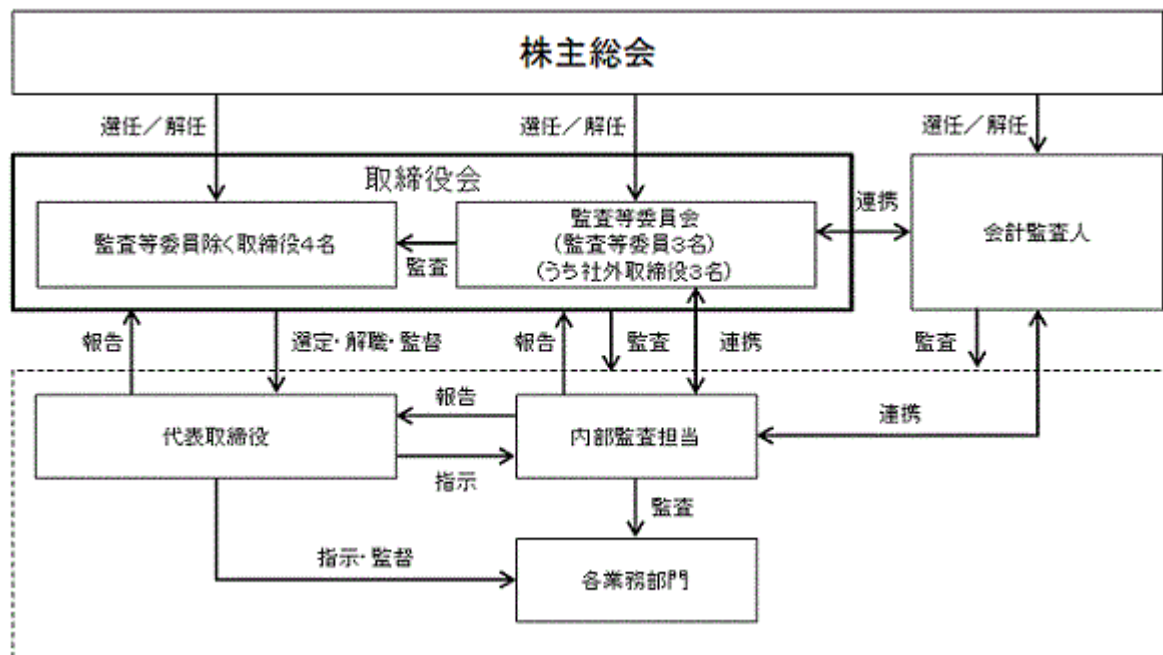 株主総会
選任／解任
選任／解任
選任／解任
取締役会
監査等委員除く取締役4名
監査
監査等委員会
(監査等委員3名)
(うち社外取締役3名)
連携
会計監査人
報告
選定・解職・監督
報告
監査
連携
監査
代表取締役
報告
指示
内部監査担当
連携
監査
指示・監督
各業務部門